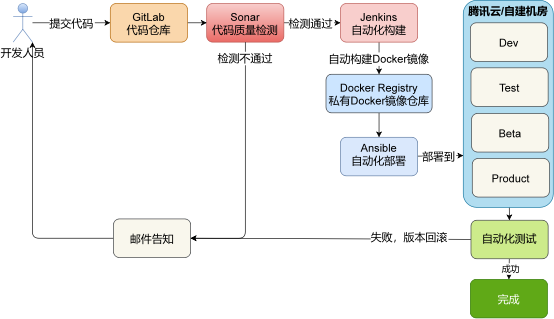 提交代码
开发人员
GitLab
代码仓库
Sonar
代码质量检测
检测通过
检测不通过
Jenkins
自动化构建
自动构建Docker镜像
Docker Registry
私有Docker镜像仓库
Ansible
自动化部署
部署到
腾讯云/自建机房
Dev
Test
Beta
Product
自动化测试
失败，版本回滚
邮件告知
成功
完成